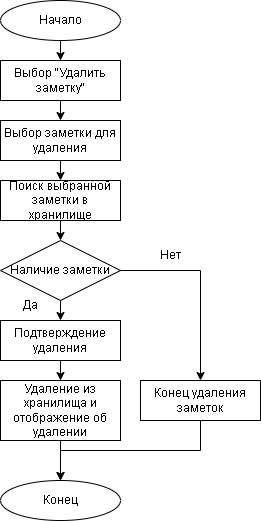 Начало
Выбор "Удалить
заметку"
Выбор заметки для
удаления
Поиск выбранной
заметки в
хранилище
Наличие заметки
Нет
Да
Подтверждение
удаления
Удаление из
хранилища и
отображение об
удалении
Конец удаления
заметок
Конец